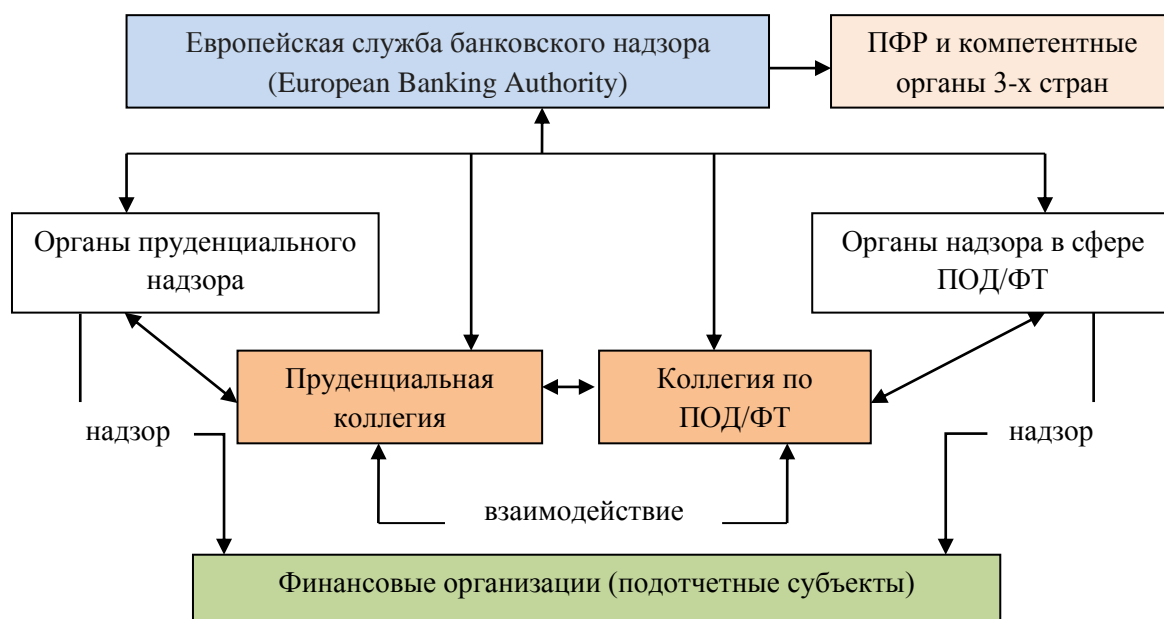 Европейская служба банковского надзора
(European Banking Authority)
ПФР и компетентные
органы 3-х стран
Органы пруденциального
надзора
Органы надзора в сфере
ПОД/ФТ
Пруденциальная
коллегия
Коллегия по
ПОД/ФТ
надзор
надзор
взаимодействие
Финансовые организации (подотчетные субъекты)